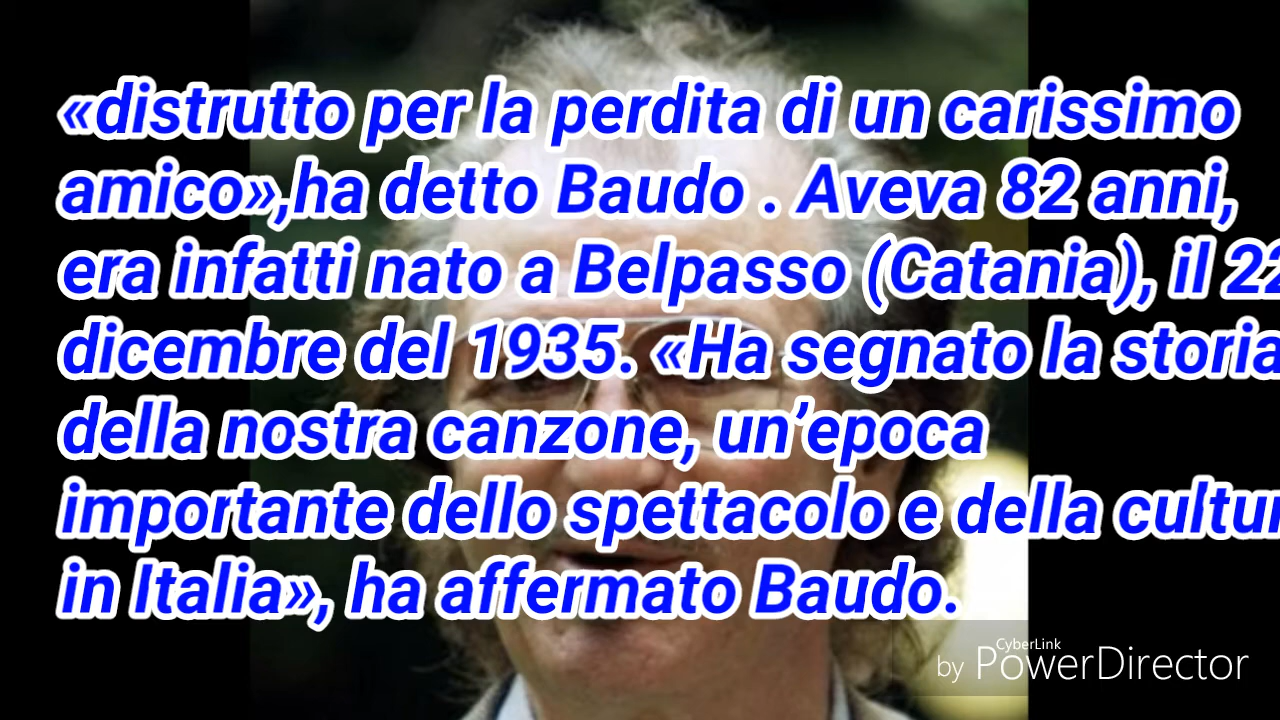 «distrutto per la perdita di un carissimo
amico»,ha detto Baudo . Aveva 82 anni,
era infatti nato a Belpasso (Catania), il 22
dicembre del 1935. «Ha segnato la storia
della nostra canzone, un’epoca
importante dello spettacolo e della cultur
in Italia», ha affermato Baudo.
CyberLink
by PowerDirector